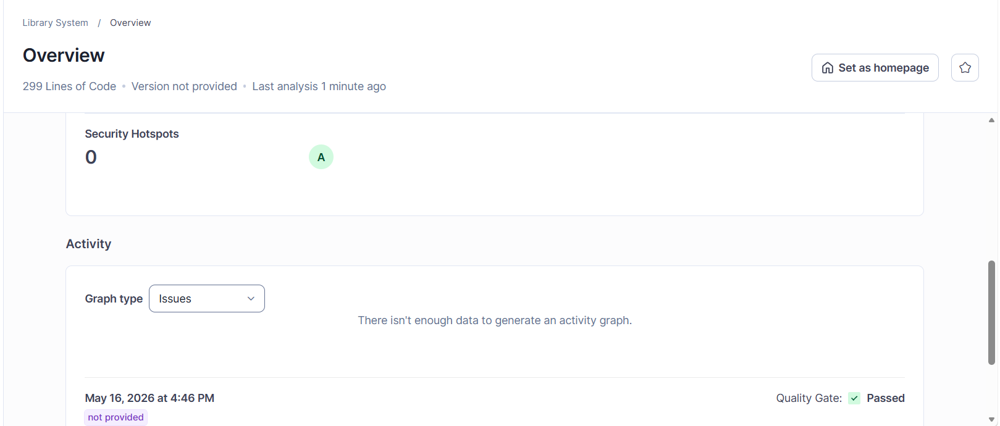 Library System / Overview
Overview
Set as homepage
299 Lines of Code • Version not provided • Last analysis 1 minute ago
Security Hotspots
0
A
Activity
Graph type Issues
There isn't enough data to generate an activity graph.
May 16, 2026 at 4:46 PM
Quality Gate: Passed
not provided